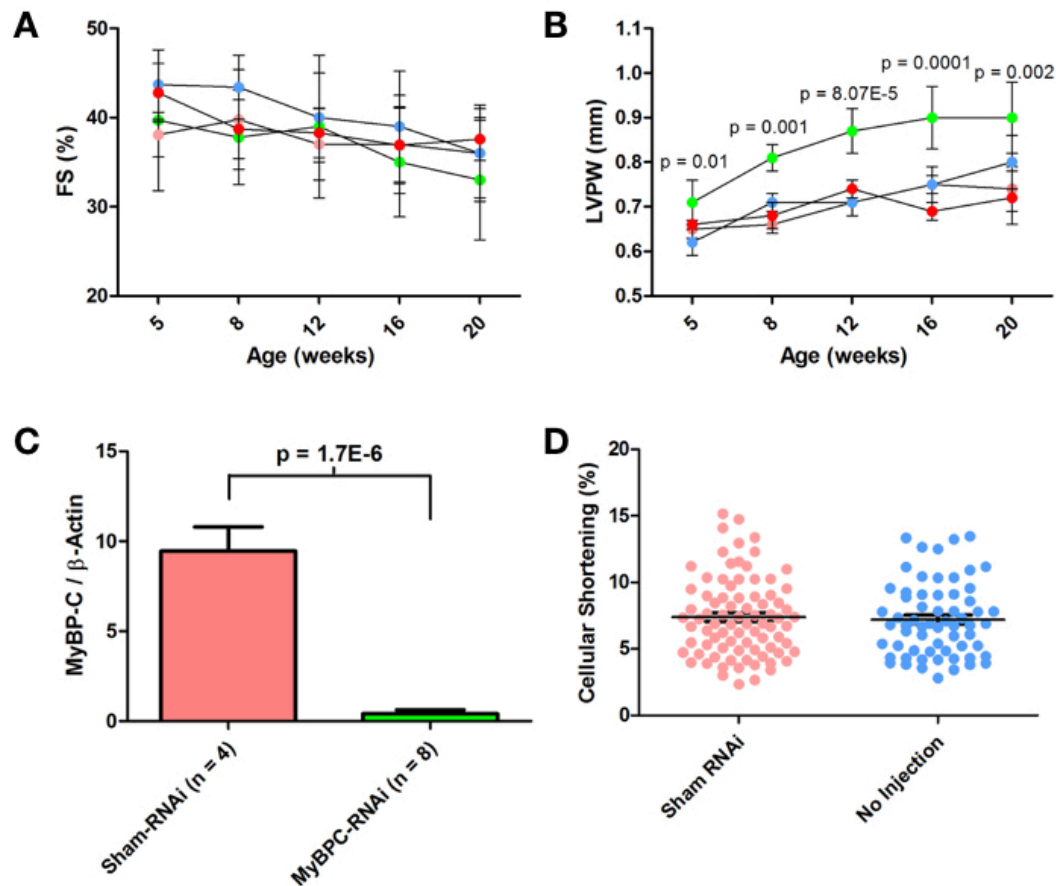 A
FS (%)
50
40
30
20
5
8
12
16
20
Age (weeks)
B
LVPW (mm)
1.1
1.0
0.9
0.8
0.7
0.6
0.5
p = 0.01
p = 0.001
p = 8.07E-5
p = 0.0001
p = 0.002
5
8
12
16
20
Age (weeks)
C
MyBP-C / β-Actin
15
10
5
0
p = 1.7E-6
Sham-RNAi (n = 4)
MyBPC-RNAi (n = 8)
D
Cellular Shortening (%)
20
15
10
5
0
Sham RNAi
No Injection